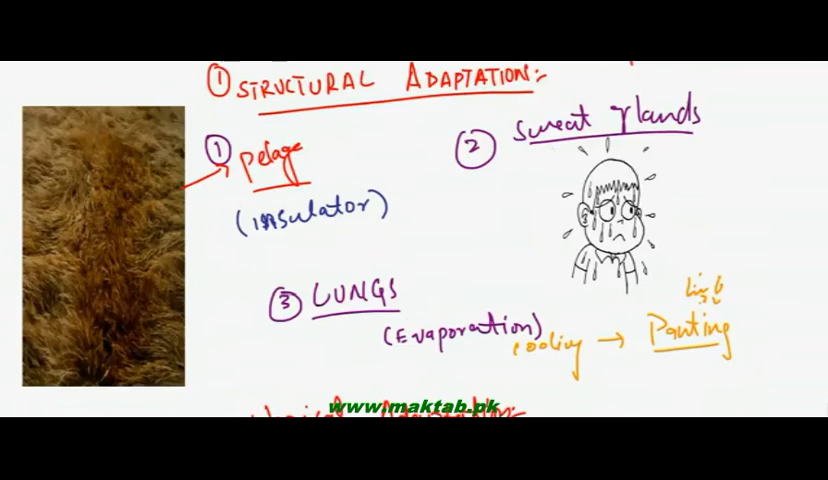 ① STRUCTURAL ADAPTATION:-
① Pelage
(insulator)
② Sweat glands
③ LUNGS
(Evaporation)
cooling → Panting
www.maktab.pk